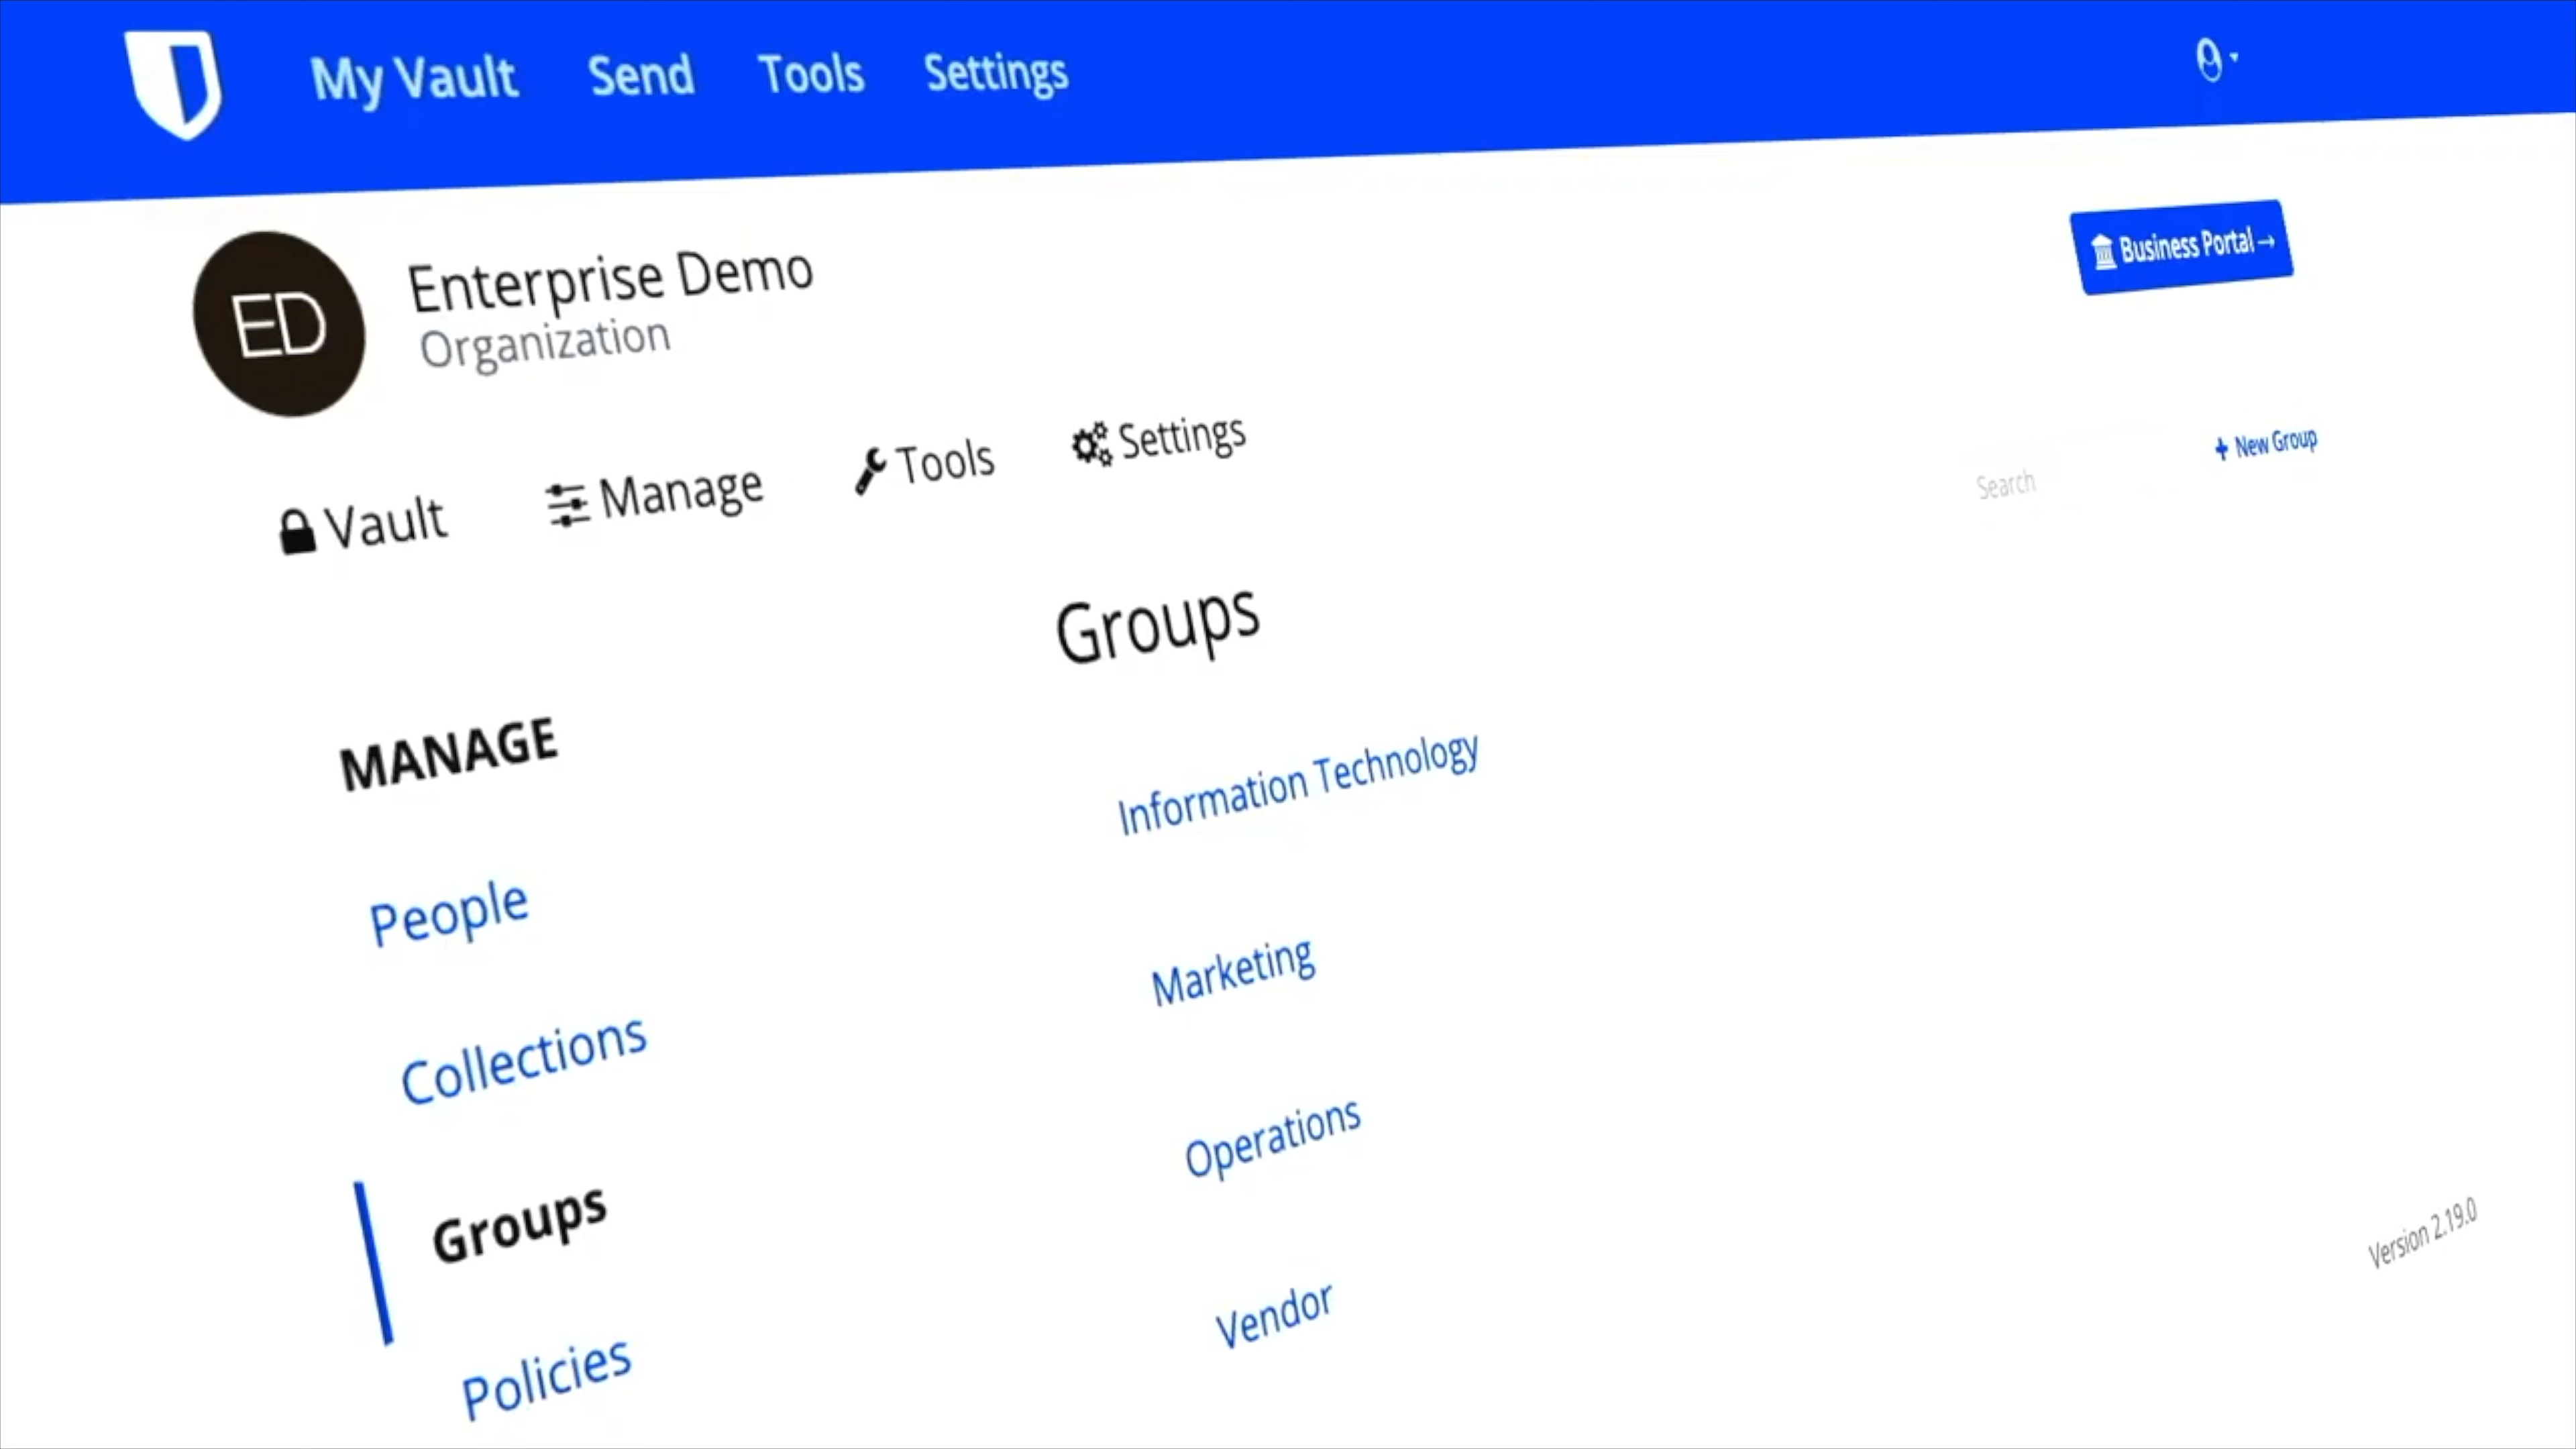 My Vault Send Tools Settings
Business Portal →
ED Enterprise Demo
Organization
Vault Manage Tools Settings
Groups
Search
New Group
MANAGE
People
Collections
Groups
Policies
Information Technology
Marketing
Operations
Vendor
Version 2.19.0